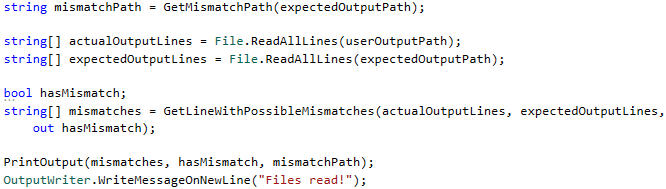 string mismatchPath = GetMismatchPath(expectedOutputPath);
string[] actualOutputLines = File.ReadAllLines(userOutputPath);
string[] expectedOutputLines = File.ReadAllLines(expectedOutputPath);
bool hasMismatch;
string[] mismatches = GetLineWithPossibleMismatches(actualOutputLines, expectedOutputLines,
out hasMismatch);
PrintOutput(mismatches, hasMismatch, mismatchPath);
OutputWriter.WriteMessageOnNewLine("Files read!");